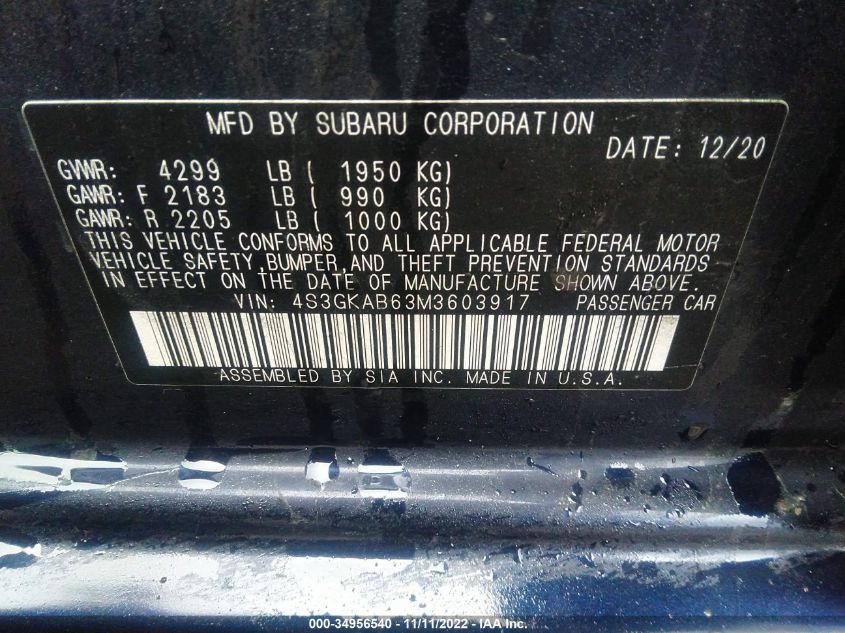 MFD BY SUBARU CORPORATION
DATE: 12/20
GVWR: 4299 LB ( 1950 KG)
GAWR: F 2183 LB ( 990 KG)
GAWR: R 2205 LB ( 1000 KG)
THIS VEHICLE CONFORMS TO ALL APPLICABLE FEDERAL MOTOR
VEHICLE SAFETY, BUMPER, AND THEFT PREVENTION STANDARDS
IN EFFECT ON THE DATE OF MANUFACTURE SHOWN ABOVE.
VIN: 4S3GKAB63M3603917 PASSENGER CAR
ASSEMBLED BY SIA INC. MADE IN U.S.A.
000-34956540 - 11/11/2022 - IAA Inc.